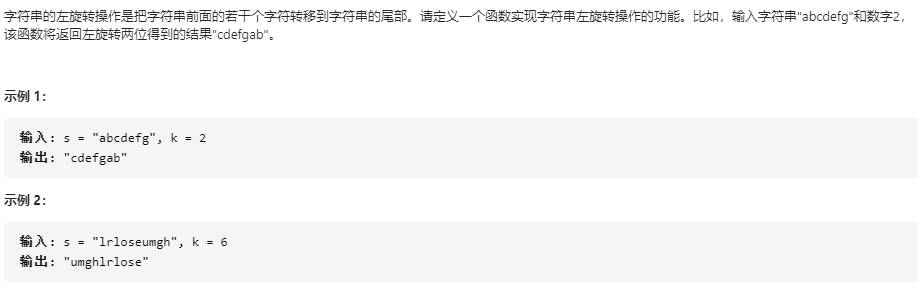 字符串的左旋转操作是把字符串前面的若干个字符转移到字符串的尾部。请定义一个函数实现字符串左旋转操作的功能。比如，输入字符串"abcdefg"和数字2，
该函数将返回左旋转两位得到的结果"cdefgab"。
示例 1：
输入: s = "abcdefg", k = 2
输出: "cdefgab"
示例 2：
输入: s = "lrloseumgh", k = 6
输出: "umghlrlose"